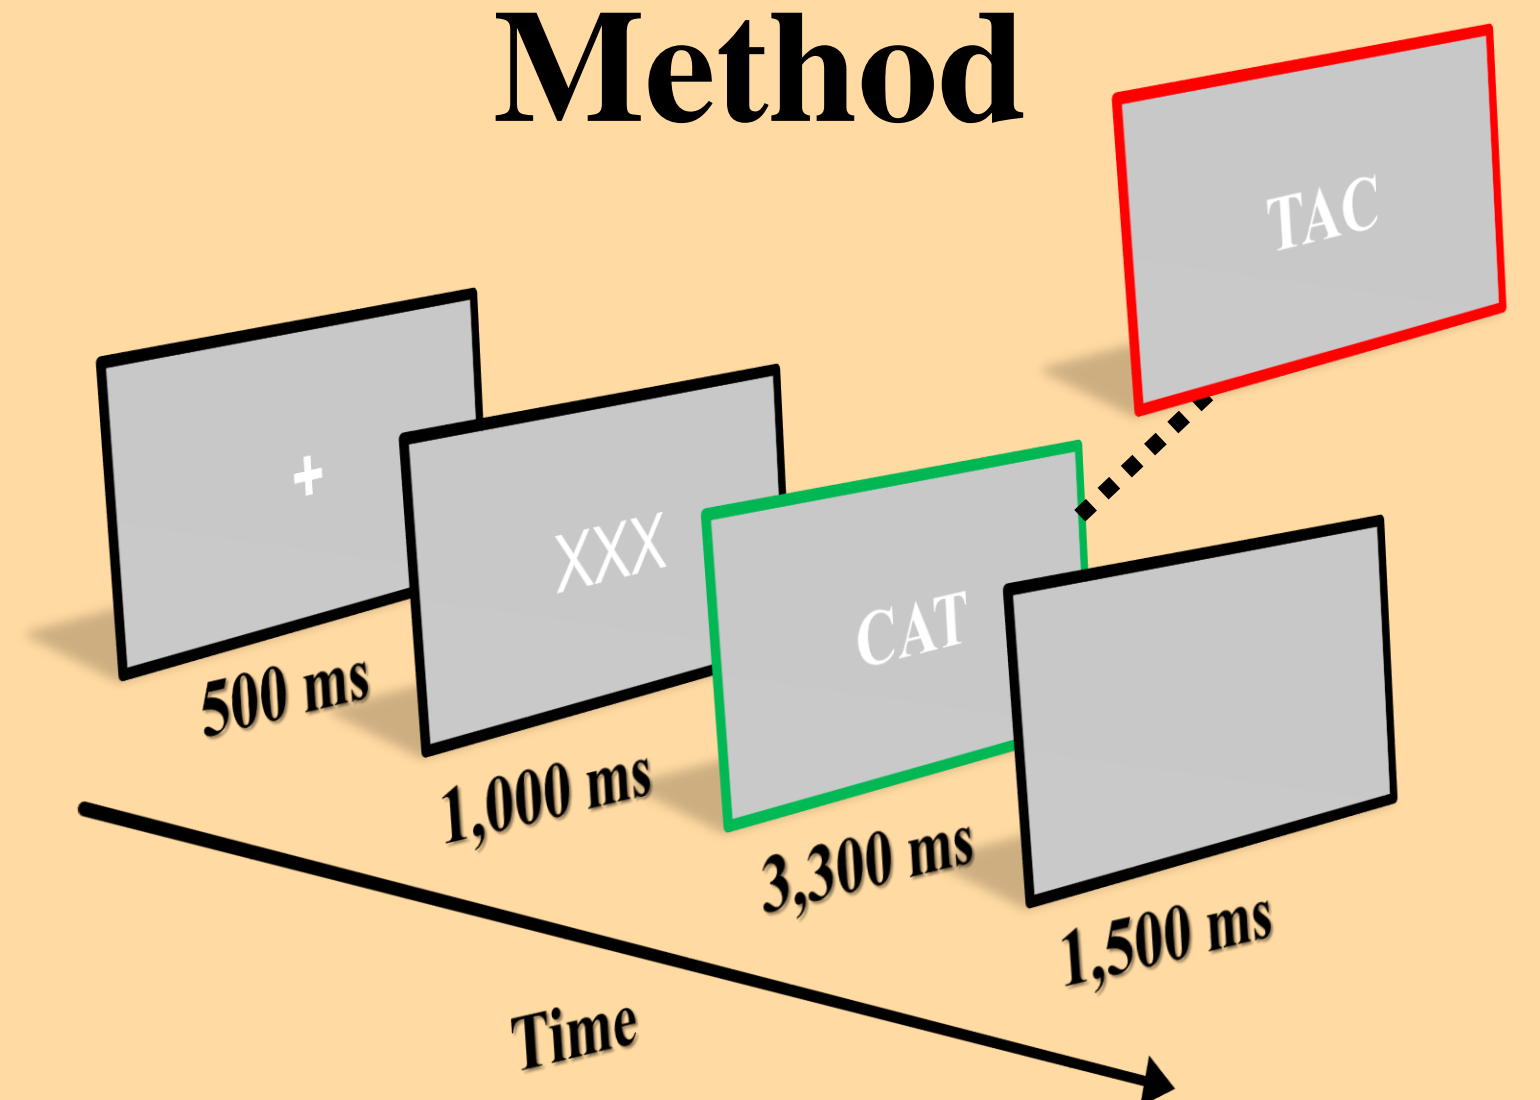 Method
TAC
+
XXX
CAT
500 ms
1,000 ms
3,300 ms
1,500 ms
Time